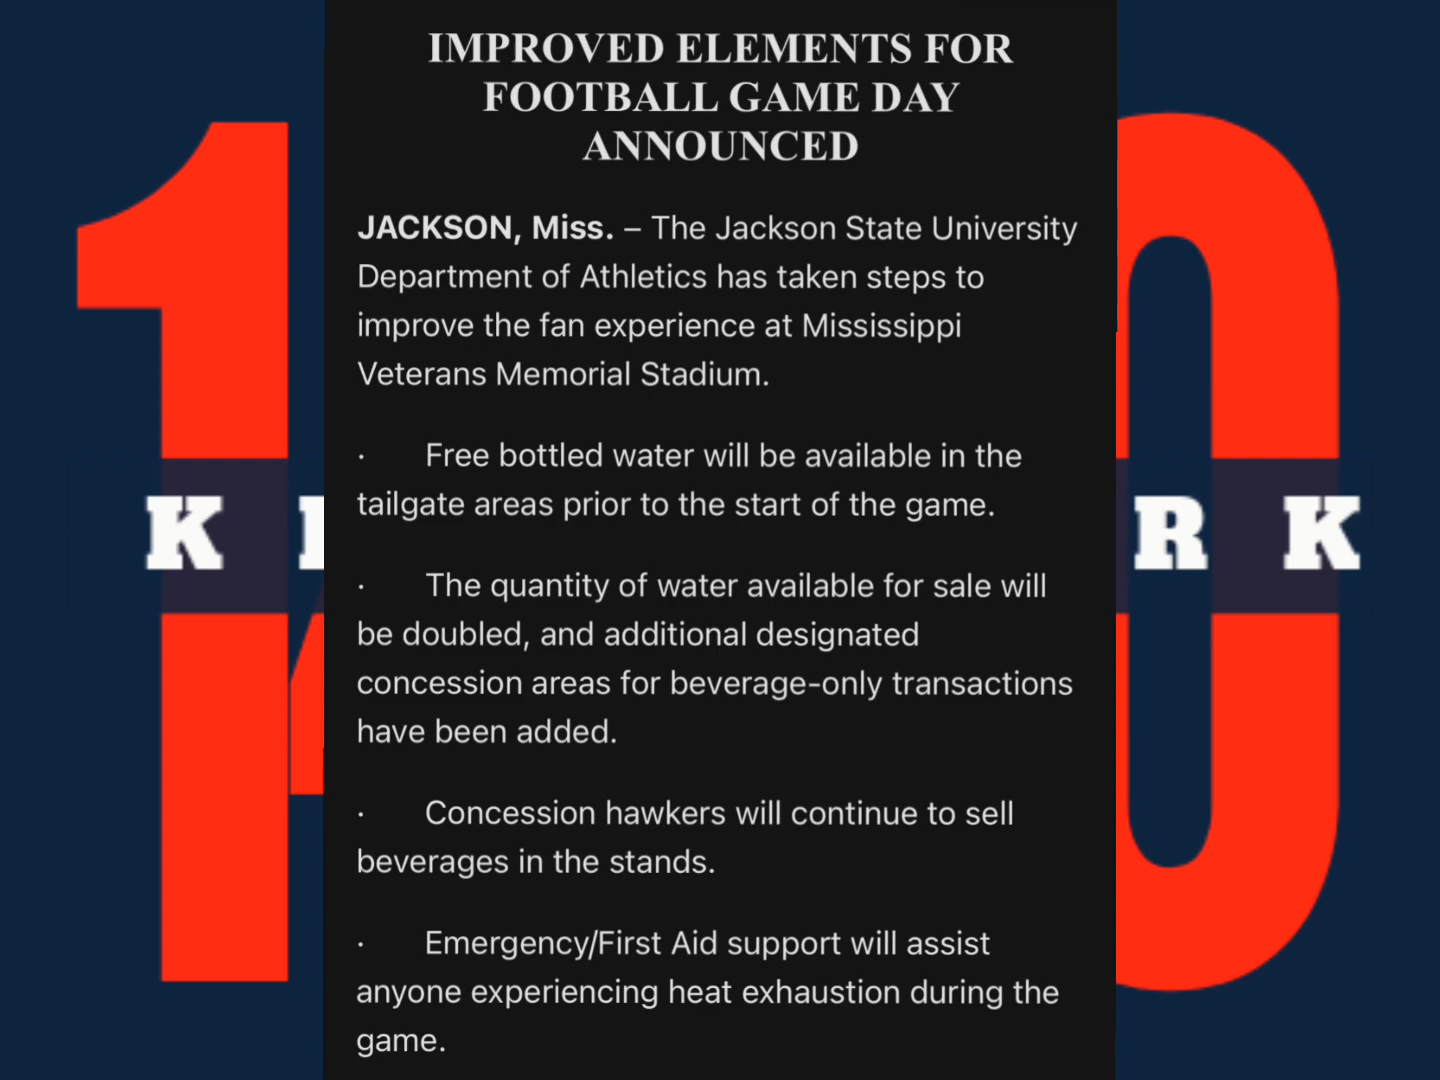 IMPROVED ELEMENTS FOR
FOOTBALL GAME DAY
ANNOUNCED
JACKSON, Miss. – The Jackson State University
Department of Athletics has taken steps to
improve the fan experience at Mississippi
Veterans Memorial Stadium.
· Free bottled water will be available in the
tailgate areas prior to the start of the game.
· The quantity of water available for sale will
be doubled, and additional designated
concession areas for beverage-only transactions
have been added.
· Concession hawkers will continue to sell
beverages in the stands.
· Emergency/First Aid support will assist
anyone experiencing heat exhaustion during the
game.
1 0
K R K